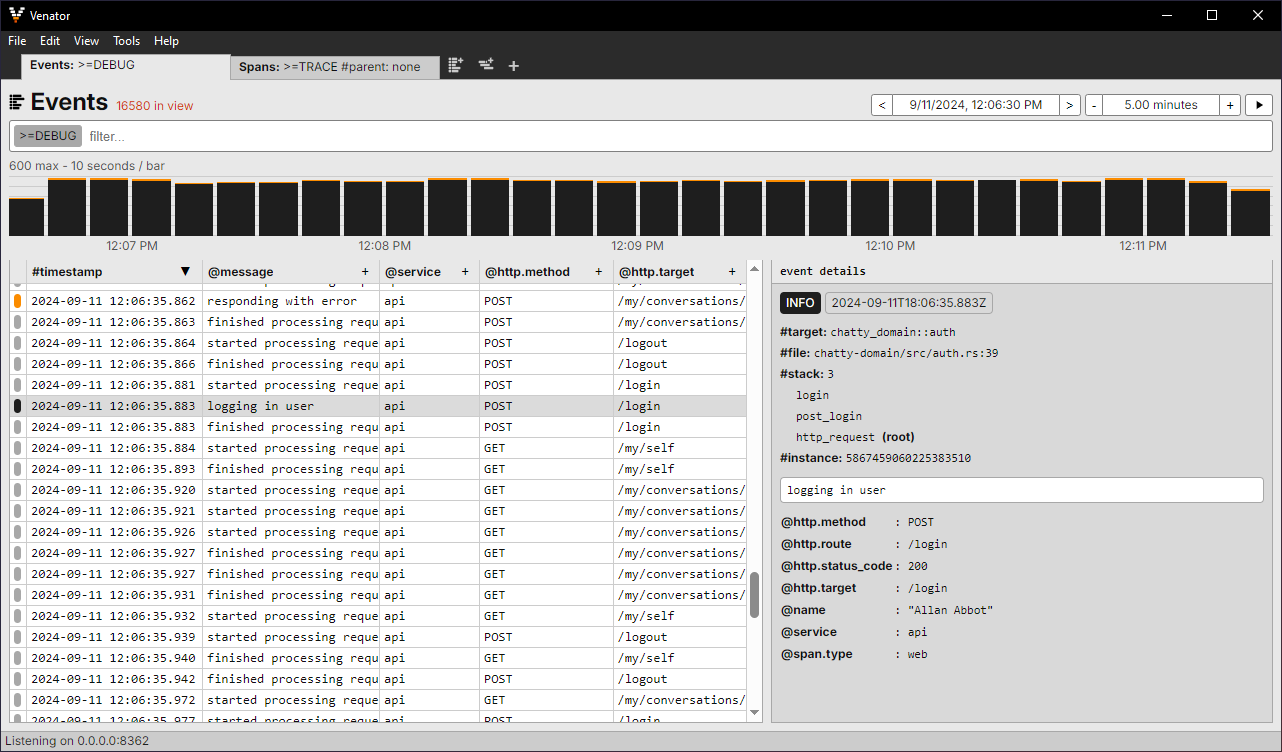 Venator
File Edit View Tools Help
Events: >=DEBUG Spans: >=TRACE #parent: none +
Events 16580 in view < 9/11/2024, 12:06:30 PM > - 5.00 minutes +
>=DEBUG filter...
600 max - 10 seconds / bar
12:07 PM 12:08 PM 12:09 PM 12:10 PM 12:11 PM
#timestamp ▼ @message + @service + @http.method + @http.target +
2024-09-11 12:06:35.862 responding with error api POST /my/conversations/
2024-09-11 12:06:35.863 finished processing requ api POST /my/conversations/
2024-09-11 12:06:35.864 started processing reque api POST /logout
2024-09-11 12:06:35.866 finished processing requ api POST /logout
2024-09-11 12:06:35.881 started processing reque api POST /login
2024-09-11 12:06:35.883 logging in user api POST /login
2024-09-11 12:06:35.883 finished processing requ api POST /login
2024-09-11 12:06:35.884 started processing reque api GET /my/self
2024-09-11 12:06:35.893 finished processing requ api GET /my/self
2024-09-11 12:06:35.920 started processing reque api GET /my/conversations/
2024-09-11 12:06:35.921 started processing reque api GET /my/conversations/
2024-09-11 12:06:35.926 started processing reque api GET /my/conversations/
2024-09-11 12:06:35.927 finished processing requ api GET /my/conversations/
2024-09-11 12:06:35.927 finished processing requ api GET /my/conversations/
2024-09-11 12:06:35.931 finished processing requ api GET /my/conversations/
2024-09-11 12:06:35.932 started processing reque api GET /my/self
2024-09-11 12:06:35.939 started processing reque api POST /logout
2024-09-11 12:06:35.940 finished processing requ api GET /my/self
2024-09-11 12:06:35.942 finished processing requ api POST /logout
2024-09-11 12:06:35.972 started processing reque api GET /my/conversations/
2024-09-11 12:06:35.977 started processing reque api POST /login
event details
INFO 2024-09-11T18:06:35.883Z
#target: chatty_domain::auth
#file: chatty-domain/src/auth.rs:39
#stack: 3
login
post_login
http_request (root)
#instance: 5867459060225383510
logging in user
@http.method : POST
@http.route : /login
@http.status_code : 200
@http.target : /login
@name : "Allan Abbot"
@service : api
@span.type : web
Listening on 0.0.0.0:8362